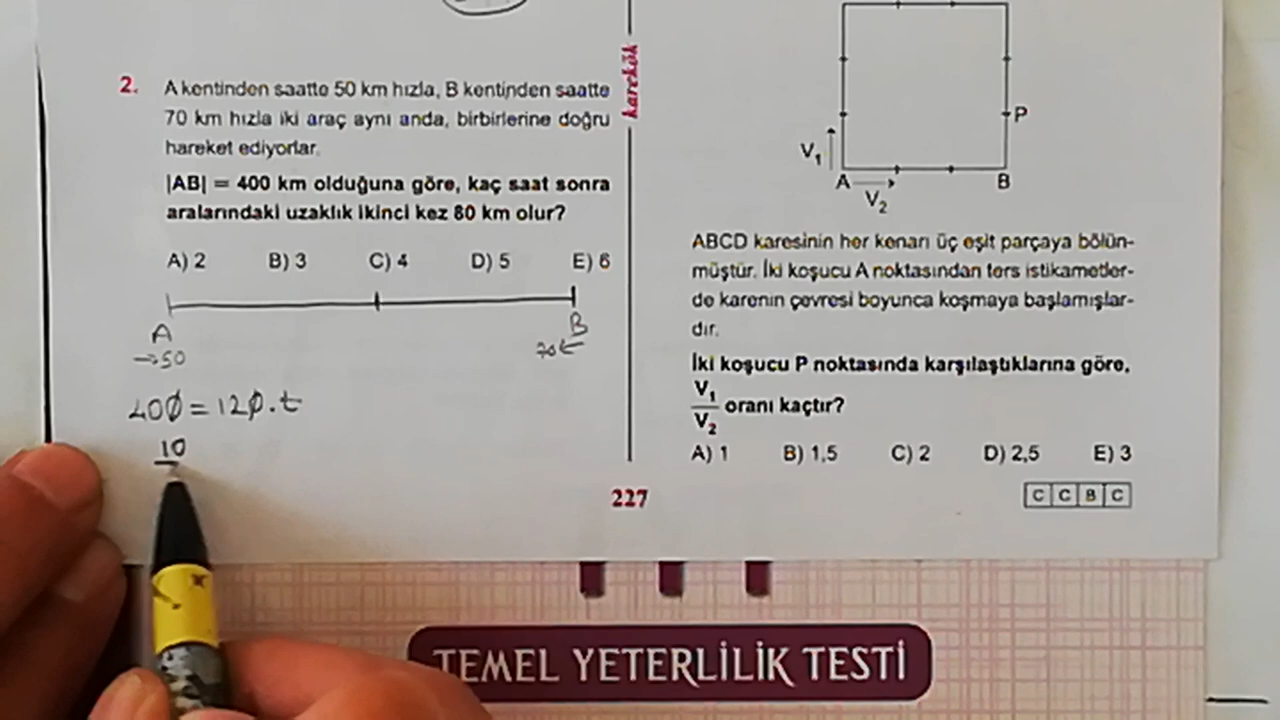 2. A kentinden saatte 50 km hızla, B kentinden saatte
70 km hızla iki araç aynı anda, birbirlerine doğru
hareket ediyorlar.
|AB| = 400 km olduğuna göre, kaç saat sonra
aralarındaki uzaklık ikinci kez 80 km olur?
A) 2 B) 3 C) 4 D) 5 E) 6
A B
→50 70←
400 = 120.t
10
karekök
P
V₁
A B
V₂
ABCD karesinin her kenarı üç eşit parçaya bölün-
müştür. İki koşucu A noktasından ters istikametler-
de karenin çevresi boyunca koşmaya başlamışlar-
dır.
İki koşucu P noktasında karşılaştıklarına göre,
V₁/V₂ oranı kaçtır?
A) 1 B) 1,5 C) 2 D) 2,5 E) 3
C C B C
227
TEMEL YETERLİLİK TESTİ